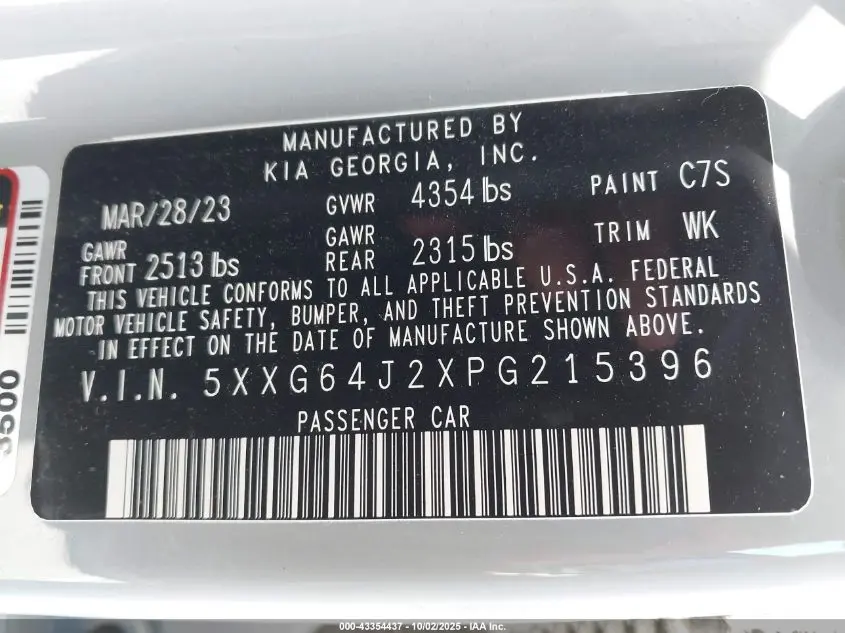 MANUFACTURED BY
KIA GEORGIA, INC.
MAR/28/23 GVWR 4354 lbs PAINT C7S
GAWR FRONT 2513 lbs GAWR REAR 2315 lbs TRIM WK
THIS VEHICLE CONFORMS TO ALL APPLICABLE U.S.A. FEDERAL
MOTOR VEHICLE SAFETY, BUMPER, AND THEFT PREVENTION STANDARDS
IN EFFECT ON THE DATE OF MANUFACTURE SHOWN ABOVE.
V.I.N. 5XXG64J2XPG215396
PASSENGER CAR
000-43354437 - 10/02/2025 - IAA Inc.